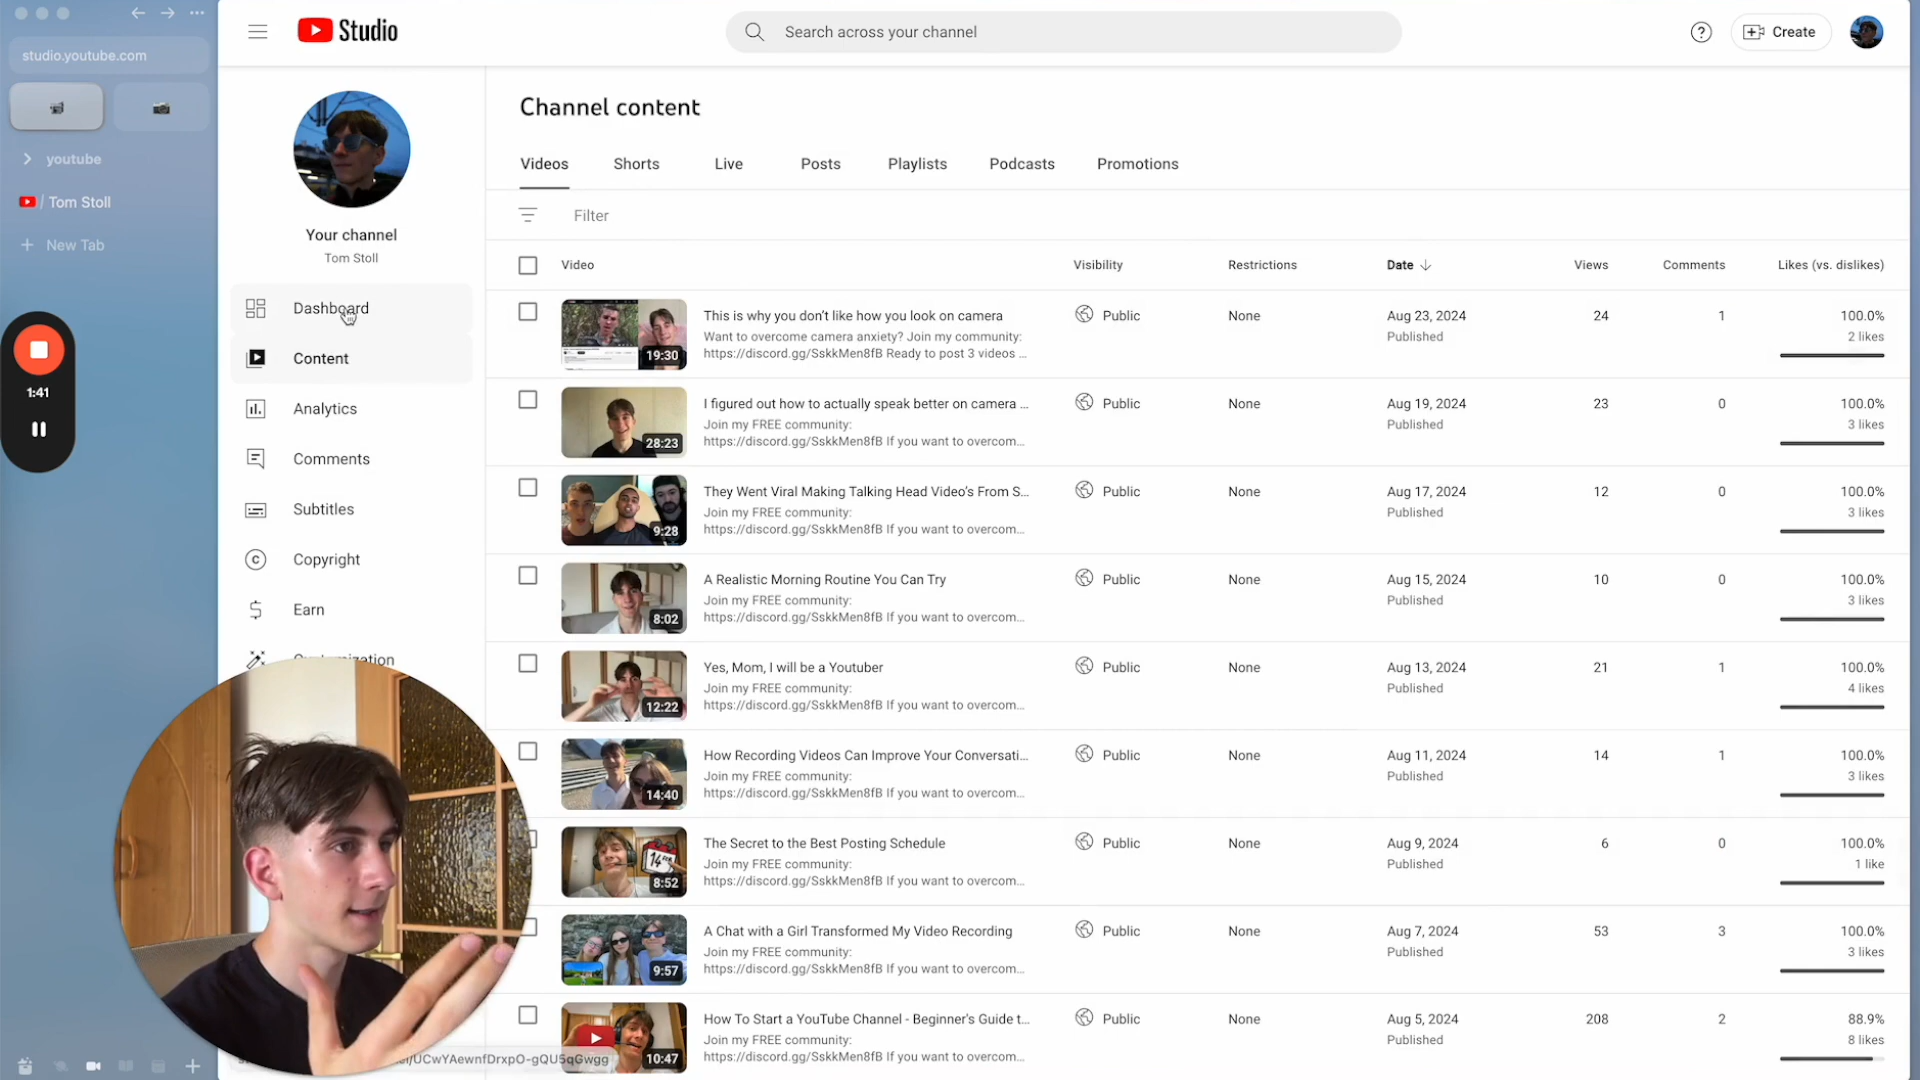 studio.youtube.com
youtube
/ Tom Stoll
+ New Tab
1:41
Studio
Search across your channel
Create
Your channel
Tom Stoll
Dashboard
Content
Analytics
Comments
Subtitles
Copyright
Earn
Customization
Channel content
Videos Shorts Live Posts Playlists Podcasts Promotions
Filter
Video Visibility Restrictions Date Views Comments Likes (vs. dislikes)
19:30
This is why you don't like how you look on camera Public None Aug 23, 2024 24 1 100.0%
Want to overcome camera anxiety? Join my community: Published 2 likes
https://discord.gg/SskkMen8fB Ready to post 3 videos ...
28:23
I figured out how to actually speak better on camera ... Public None Aug 19, 2024 23 0 100.0%
Join my FREE community: Published 3 likes
https://discord.gg/SskkMen8fB If you want to overcom...
9:28
They Went Viral Making Talking Head Video's From S... Public None Aug 17, 2024 12 0 100.0%
Join my FREE community: Published 3 likes
https://discord.gg/SskkMen8fB If you want to overcom...
8:02
A Realistic Morning Routine You Can Try Public None Aug 15, 2024 10 0 100.0%
Join my FREE community: Published 3 likes
https://discord.gg/SskkMen8fB If you want to overcom...
12:22
Yes, Mom, I will be a Youtuber Public None Aug 13, 2024 21 1 100.0%
Join my FREE community: Published 4 likes
https://discord.gg/SskkMen8fB If you want to overcom...
14:40
How Recording Videos Can Improve Your Conversati... Public None Aug 11, 2024 14 1 100.0%
Join my FREE community: Published 3 likes
https://discord.gg/SskkMen8fB If you want to overcom...
8:52
The Secret to the Best Posting Schedule Public None Aug 9, 2024 6 0 100.0%
Join my FREE community: Published 1 like
https://discord.gg/SskkMen8fB If you want to overcom...
9:57
A Chat with a Girl Transformed My Video Recording Public None Aug 7, 2024 53 3 100.0%
Join my FREE community: Published 3 likes
https://discord.gg/SskkMen8fB If you want to overcom...
10:47
How To Start a YouTube Channel - Beginner's Guide t... Public None Aug 5, 2024 208 2 88.9%
Join my FREE community: Published 8 likes
https://discord.gg/SskkMen8fB If you want to overcom...
/UCwYAewnfDrxpO-gQU5qGwgg